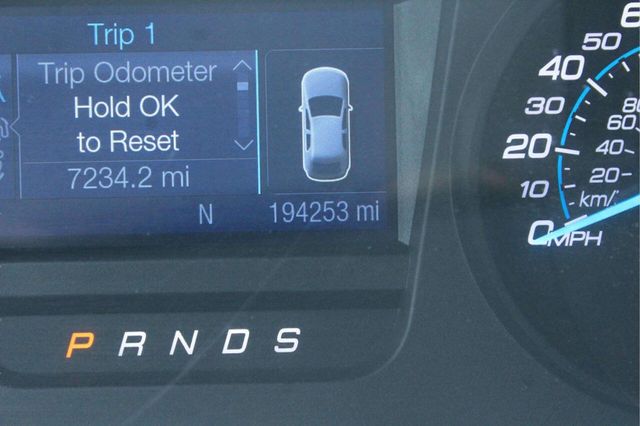 Trip 1
Trip Odometer
Hold OK
to Reset
7234.2 mi
N 194253 mi
P R N D S
50
40
30
20
10
0 MPH
60
40
20
km/